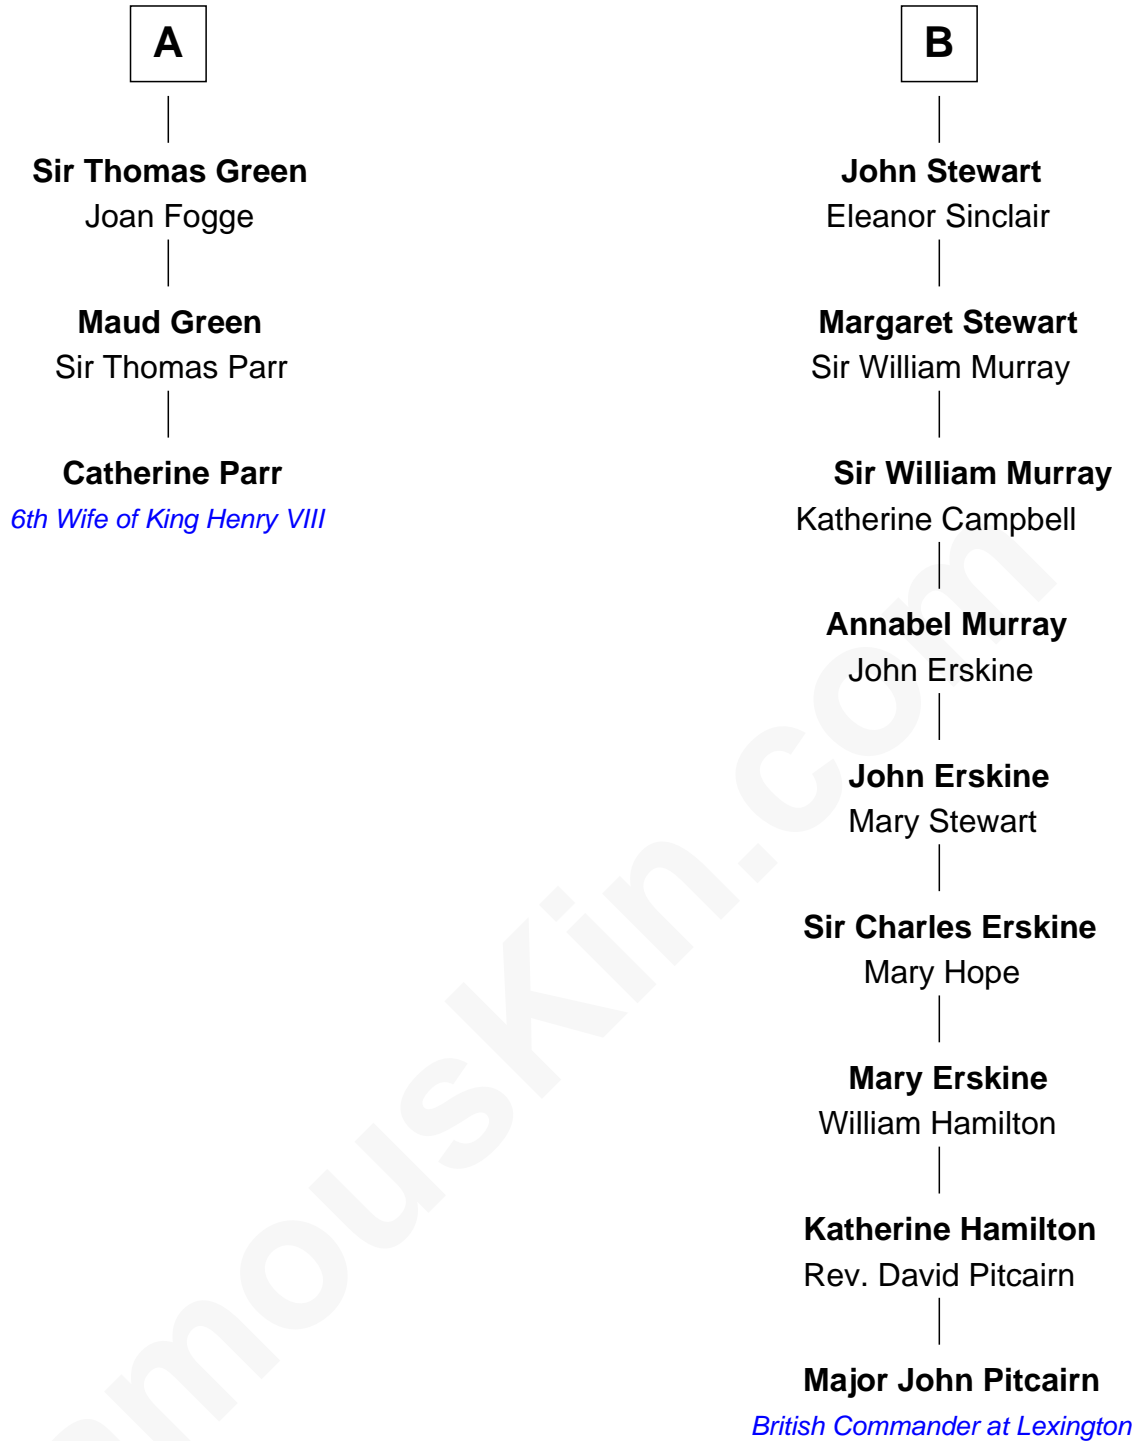 A
Sir Thomas Green
Joan Fogge
Maud Green
Sir Thomas Parr
Catherine Parr
6th Wife of King Henry VIII
B
John Stewart
Eleanor Sinclair
Margaret Stewart
Sir William Murray
Sir William Murray
Katherine Campbell
Annabel Murray
John Erskine
John Erskine
Mary Stewart
Sir Charles Erskine
Mary Hope
Mary Erskine
William Hamilton
Katherine Hamilton
Rev. David Pitcairn
Major John Pitcairn
British Commander at Lexington
amouskin.com